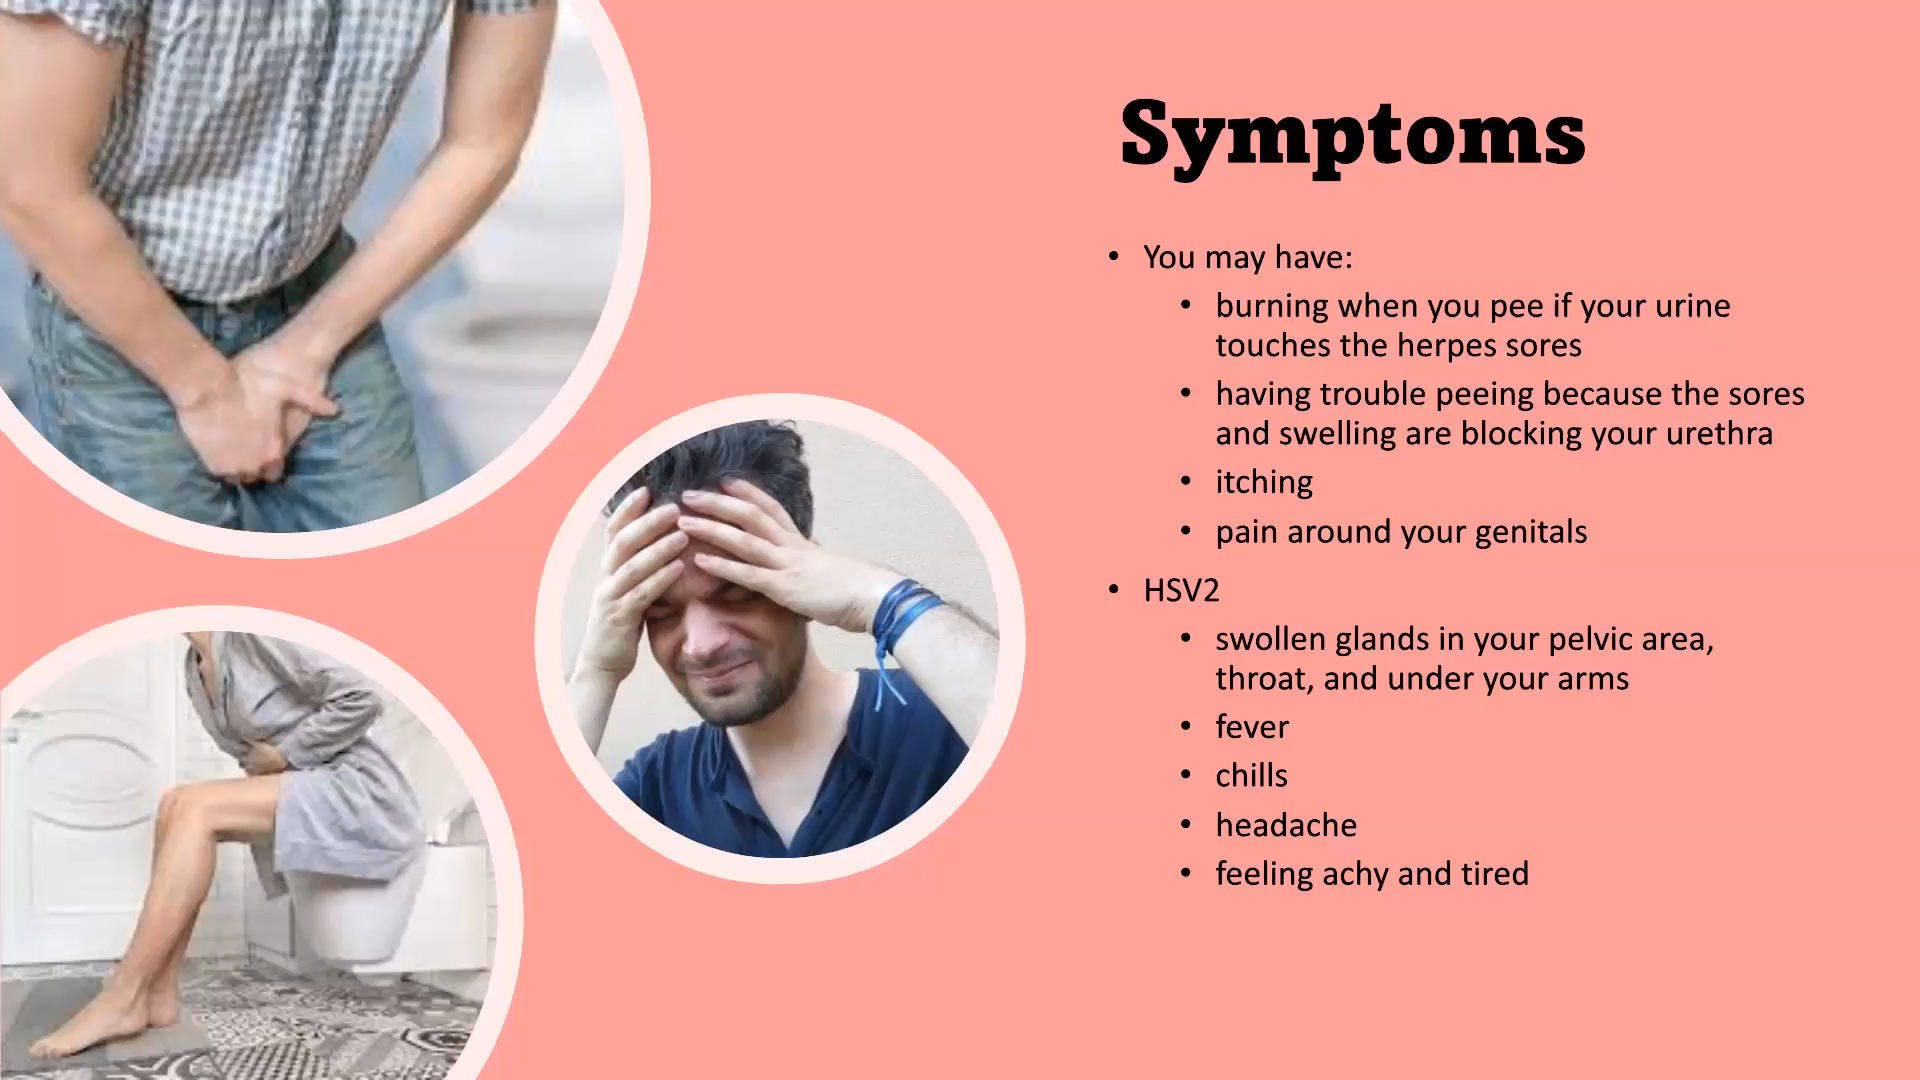 Symptoms
• You may have:
• burning when you pee if your urine
touches the herpes sores
• having trouble peeing because the sores
and swelling are blocking your urethra
• itching
• pain around your genitals
• HSV2
• swollen glands in your pelvic area,
throat, and under your arms
• fever
• chills
• headache
• feeling achy and tired